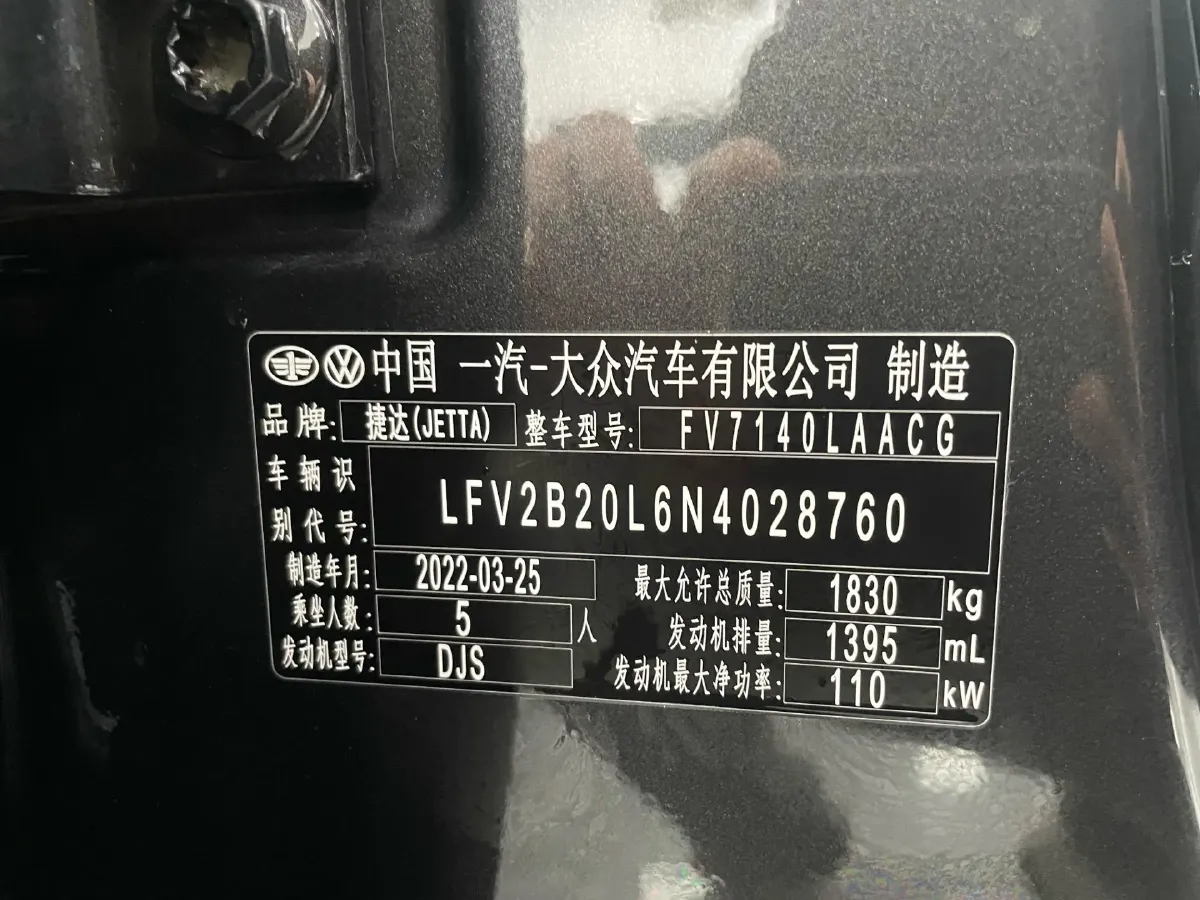 中国 一汽-大众汽车有限公司 制造
品牌: 捷达(JETTA) 整车型号: FV7140LAACG
车辆识别代号: LFV2B20L6N4028760
制造年月: 2022-03-25 最大允许总质量: 1830 kg
乘坐人数: 5 人 发动机排量: 1395 mL
发动机型号: DJS 发动机最大净功率: 110 kW